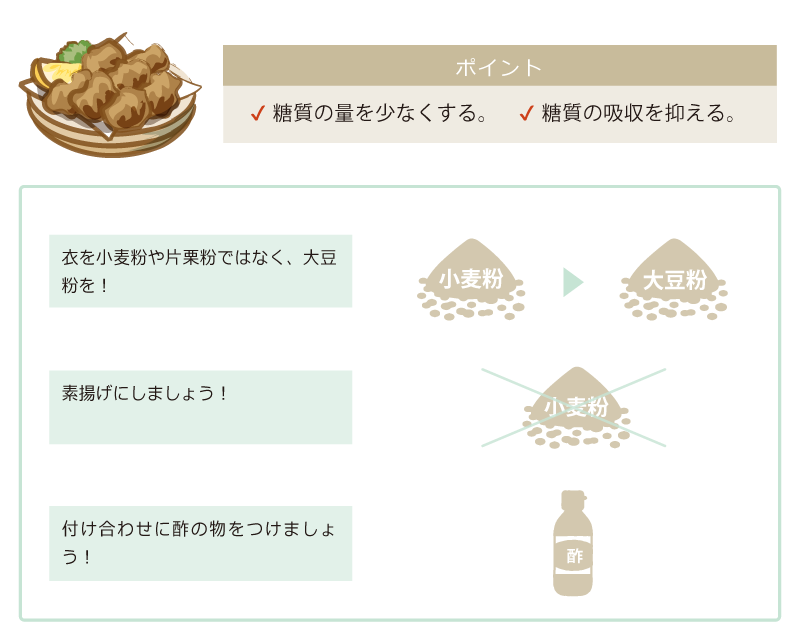 ポイント
✓ 糖質の量を少なくする。 ✓ 糖質の吸収を抑える。
衣を小麦粉や片栗粉ではなく、大豆
粉を！
小麦粉
大豆粉
素揚げにしましょう！
小麦粉
付け合わせに酢の物をつけましょ
う！
酢